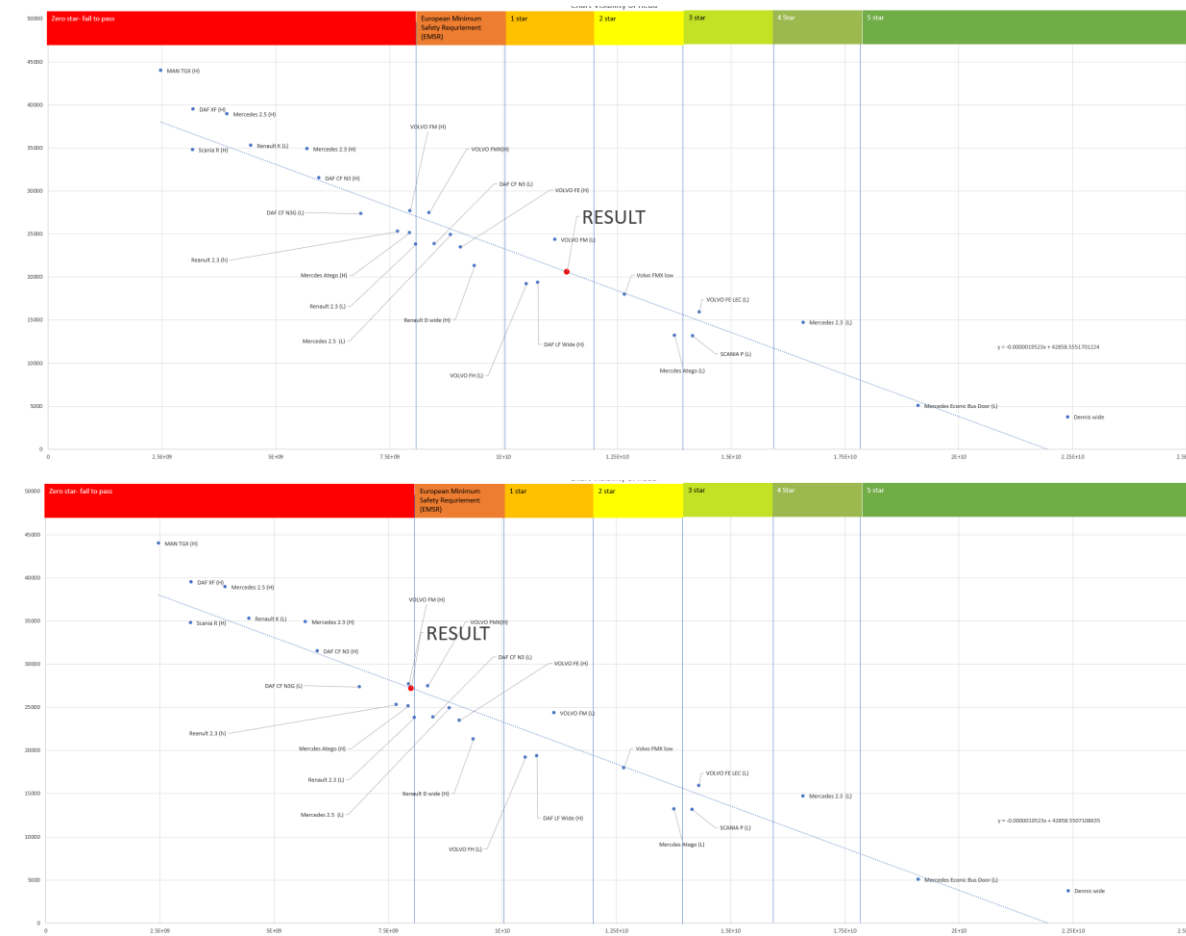 Zero star- fail to pass
European Minimum
Safety Requriement
(EMSR)
1 star
2 star
3 star
4 Star
5 star
50000
45000
MAN TGX (H)
40000
DAF XF (H)
Mercedes 2.5 (H)
VOLVO FM (H)
35000
Scania R (H)
Renault K (L)
Mercedes 2.3 (H)
VOLVO FMX(H)
DAF CF N3 (H)
DAF CF N3 (L)
30000
VOLVO FE (H)
DAF CF N3G (L)
RESULT
25000
VOLVO FM (L)
Reanult 2.3 (h)
Mercdes Atego (H)
Volvo FMX low
20000
Renault 2.3 (L)
VOLVO FE LEC (L)
15000
Renault D wide (H)
Mercedes 2.3 (L)
Mercedes 2.5 (L)
DAF LF Wide (H)
SCANIA P (L)
y = -0.0000019523x + 42858.5551701224
10000
VOLVO FH (L)
Mercdes Atego (L)
5000
Mercedes Econic Bus Door (L)
Dennis wide
0
0
2.5E+09
5E+09
7.5E+09
1E+10
1.25E+10
1.5E+10
1.75E+10
2E+10
2.25E+10
Zero star- fail to pass
European Minimum
Safety Requriement
(EMSR)
1 star
2 star
3 star
4 Star
5 star
50000
45000
MAN TGX (H)
40000
DAF XF (H)
Mercedes 2.5 (H)
VOLVO FM (H)
35000
Scania R (H)
Renault K (L)
Mercedes 2.3 (H)
VOLVO FMX(H)
RESULT
DAF CF N3 (H)
DAF CF N3 (L)
30000
VOLVO FE (H)
DAF CF N3G (L)
25000
VOLVO FM (L)
Reanult 2.3 (h)
Mercdes Atego (H)
Volvo FMX low
20000
Renault 2.3 (L)
VOLVO FE LEC (L)
15000
Renault D wide (H)
Mercedes 2.3 (L)
Mercedes 2.5 (L)
DAF LF Wide (H)
SCANIA P (L)
y = -0.0000019523x + 42858.5507108835
10000
VOLVO FH (L)
Mercdes Atego (L)
5000
Mercedes Econic Bus Door (L)
Dennis wide
0
0
2.5E+09
5E+09
7.5E+09
1E+10
1.25E+10
1.5E+10
1.75E+10
2E+10
2.25E+10